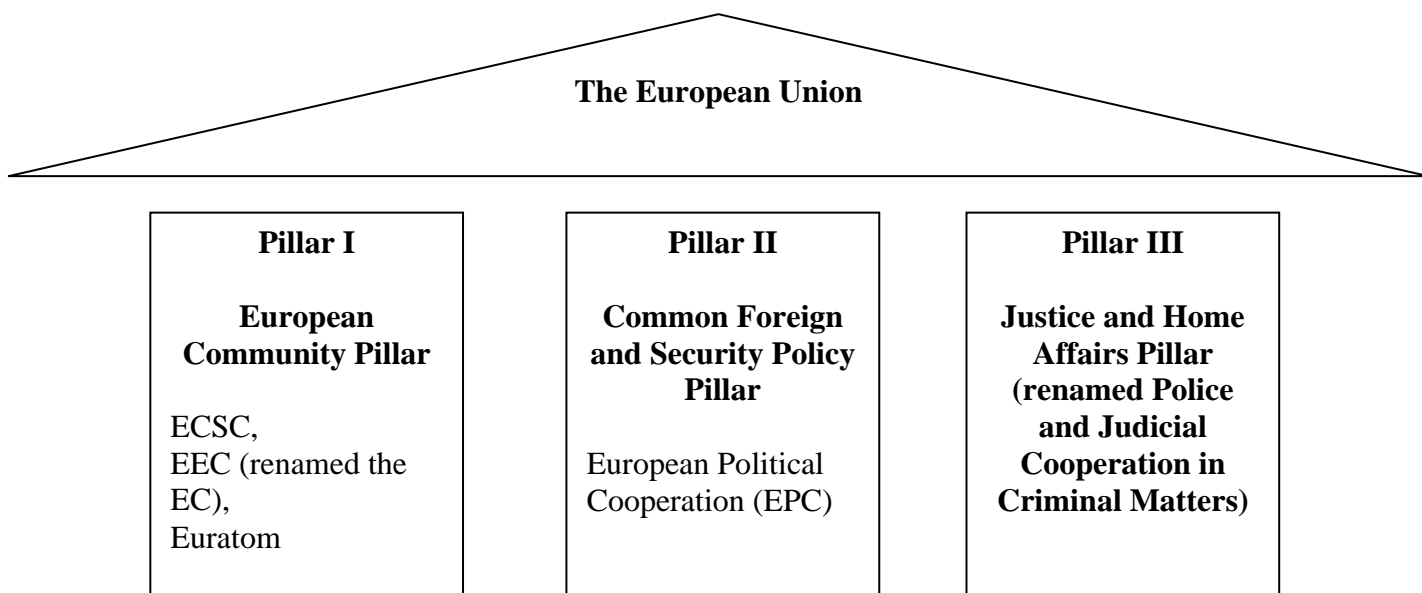 The European Union
Pillar I
European
Community Pillar
ECSC,
EEC (renamed the
EC),
Euratom
Pillar II
Common Foreign
and Security Policy
Pillar
European Political
Cooperation (EPC)
Pillar III
Justice and Home
Affairs Pillar
(renamed Police
and Judicial
Cooperation in
Criminal Matters)